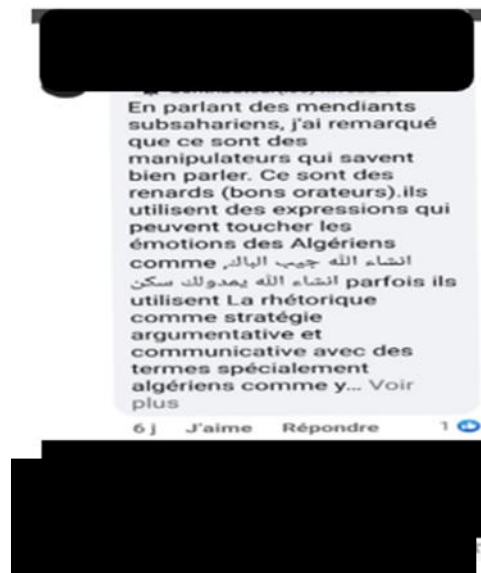 En parlant des mendiants
subsahariens, j'ai remarqué
que ce sont des
manipulateurs qui savent
bien parler. Ce sont des
renards (bons orateurs).ils
utilisent des expressions qui
peuvent toucher les
émotions des Algériens
comme ,انشاء الله جيب الباك
انشاء الله يمدولك سكن parfois ils
utilisent La rhétorique
comme stratégie
argumentative et
communicative avec des
termes spécialement
algériens comme y... Voir
plus
6 j J'aime Répondre 1